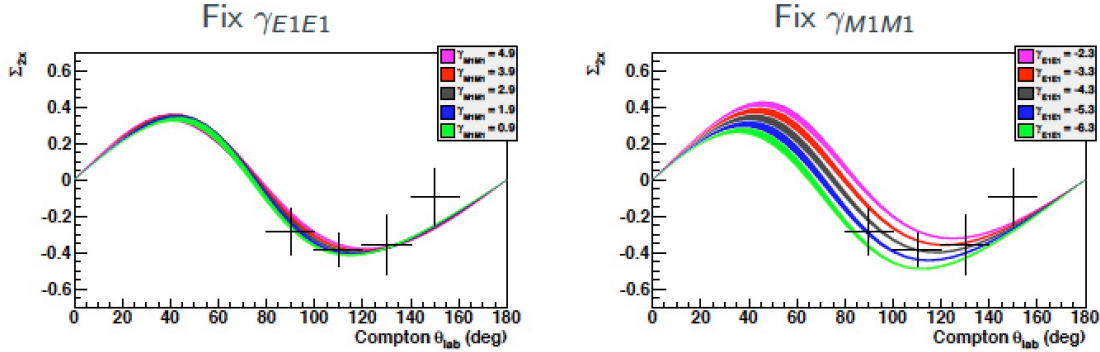 Fix γE1E1
Σ2x
0.6
0.4
0.2
0
-0.2
-0.4
-0.6
γM1M1 = 4.9
γM1M1 = 3.9
γM1M1 = 2.9
γM1M1 = 1.9
γM1M1 = 0.9
0 20 40 60 80 100 120 140 160 180
Compton θlab (deg)
Fix γM1M1
Σ2x
0.6
0.4
0.2
0
-0.2
-0.4
-0.6
γE1E1 = -2.3
γE1E1 = -3.3
γE1E1 = -4.3
γE1E1 = -5.3
γE1E1 = -6.3
0 20 40 60 80 100 120 140 160 180
Compton θlab (deg)